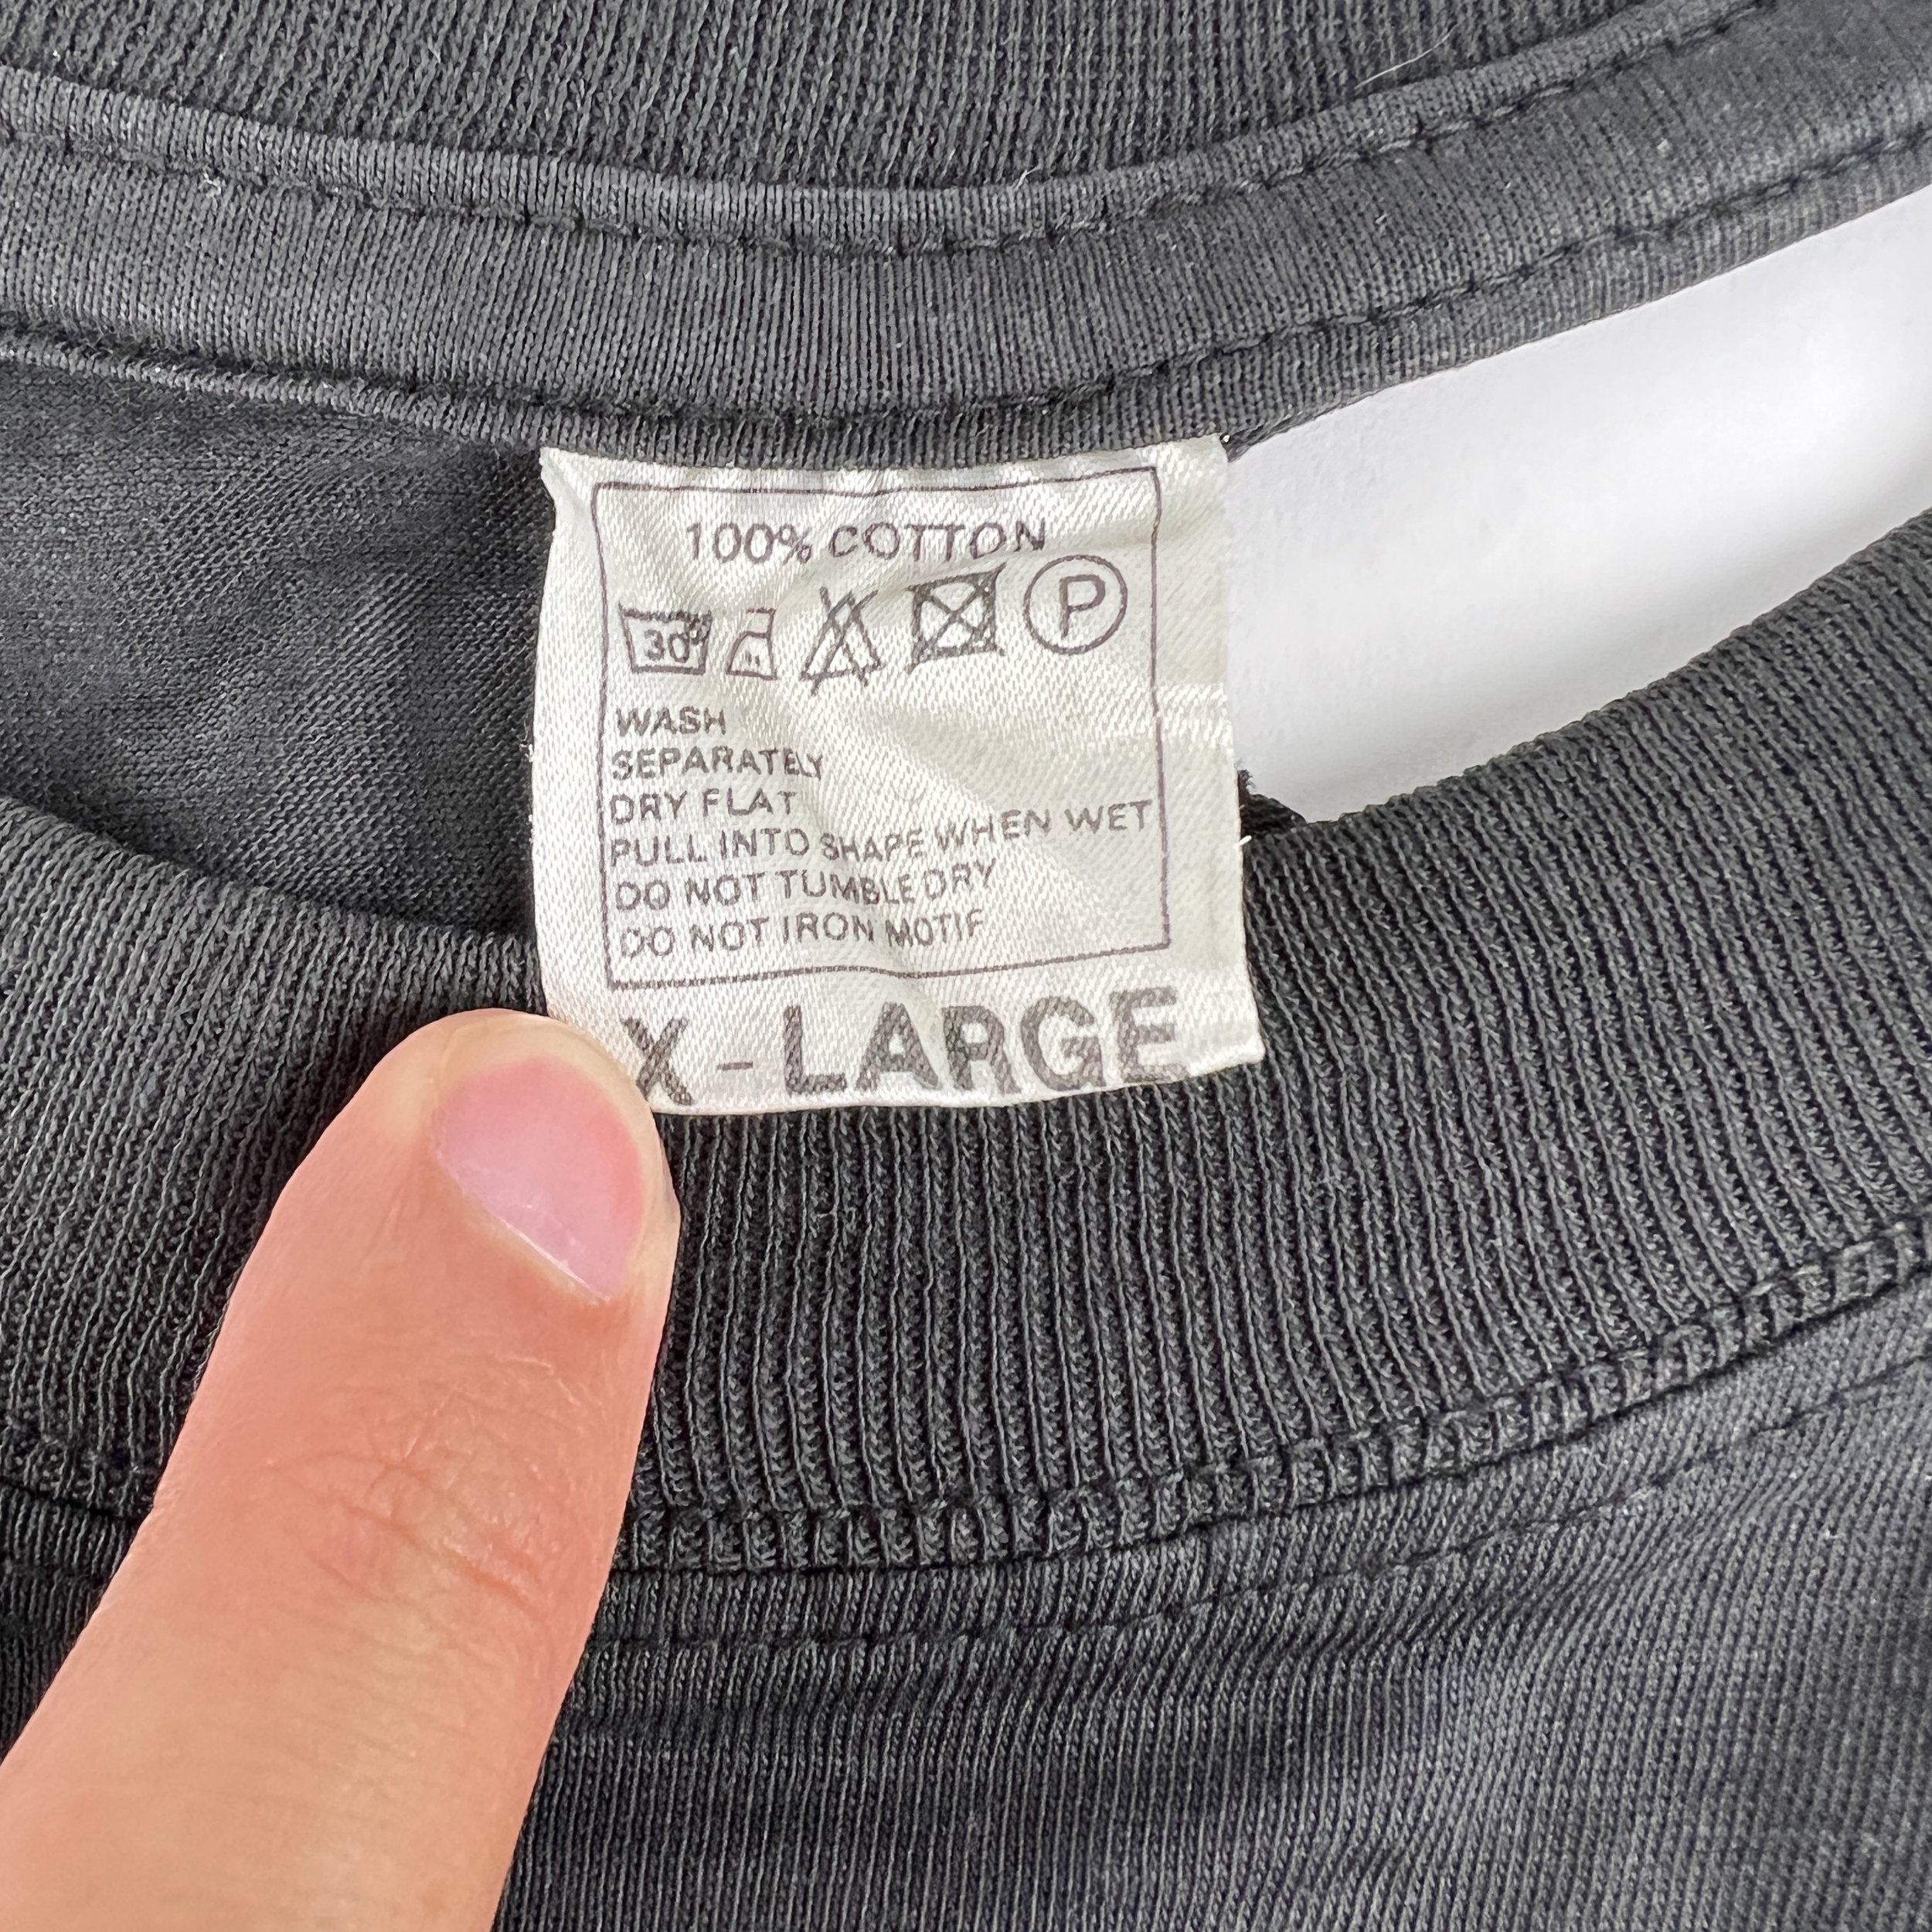 100% COTTON
30° P
WASH
SEPARATELY
DRY FLAT
PULL INTO SHAPE WHEN WET
DO NOT TUMBLE DRY
DO NOT IRON MOTIF
X-LARGE